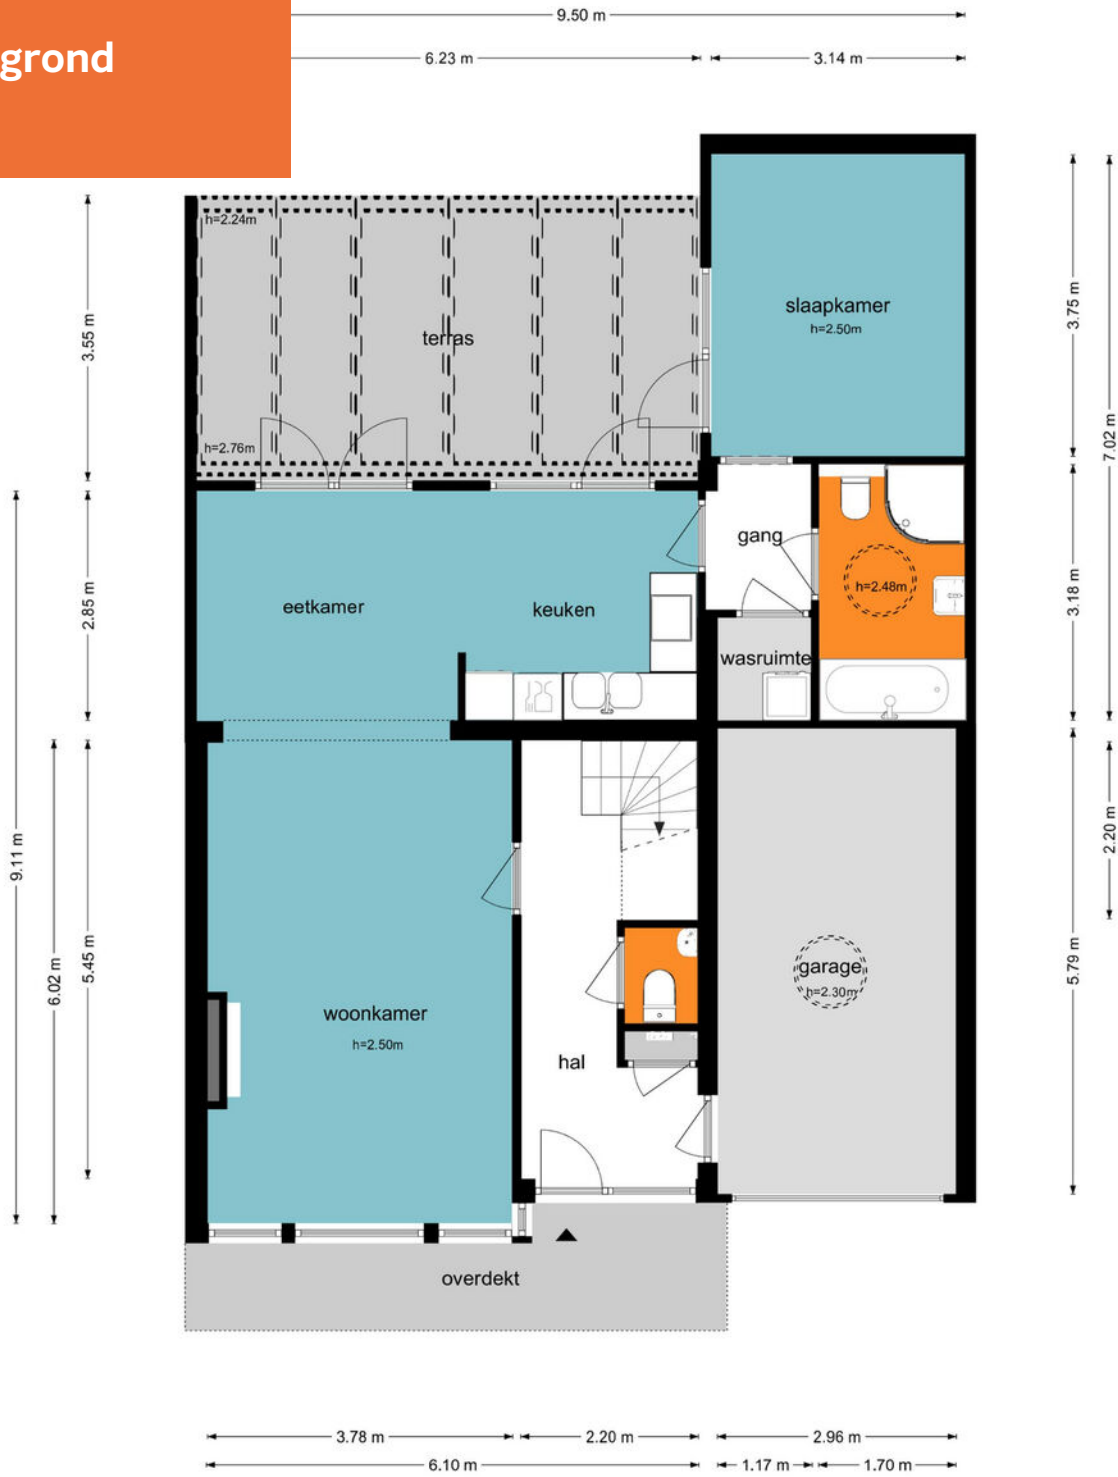 grond
9.50 m
6.23 m
3.14 m
h=2.24m
terras
h=2.76m
slaapkamer
h=2.50m
3.55 m
3.75 m
7.02 m
eetkamer
keuken
gang
h=2.48m
wasruimte
2.85 m
3.18 m
9.11 m
6.02 m
5.45 m
2.20 m
5.79 m
woonkamer
h=2.50m
hal
garage
h=2.30m
overdekt
3.78 m
2.20 m
2.96 m
6.10 m
1.17 m
1.70 m